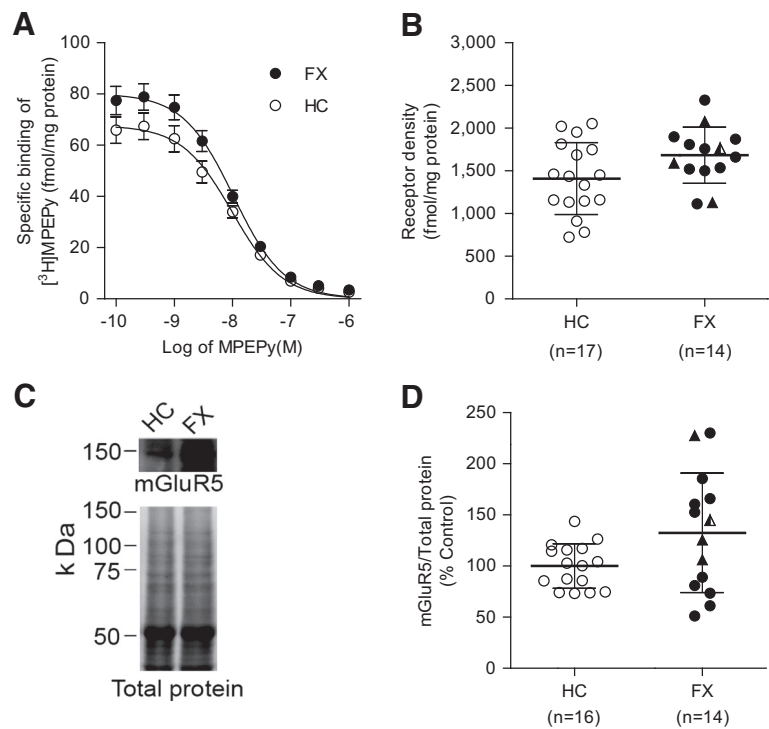 A
Specific binding of
[³H]MPEPy (fmol/mg protein)
100
80
60
40
20
0
FX
HC
-10 -9 -8 -7 -6
Log of MPEPy(M)
B
Receptor density
(fmol/mg protein)
3,000
2,500
2,000
1,500
1,000
500
0
HC FX
(n=17) (n=14)
C
HC FX
150
mGluR5
k Da
150
100
75
50
Total protein
D
mGluR5/Total protein
(% Control)
250
200
150
100
50
0
HC FX
(n=16) (n=14)